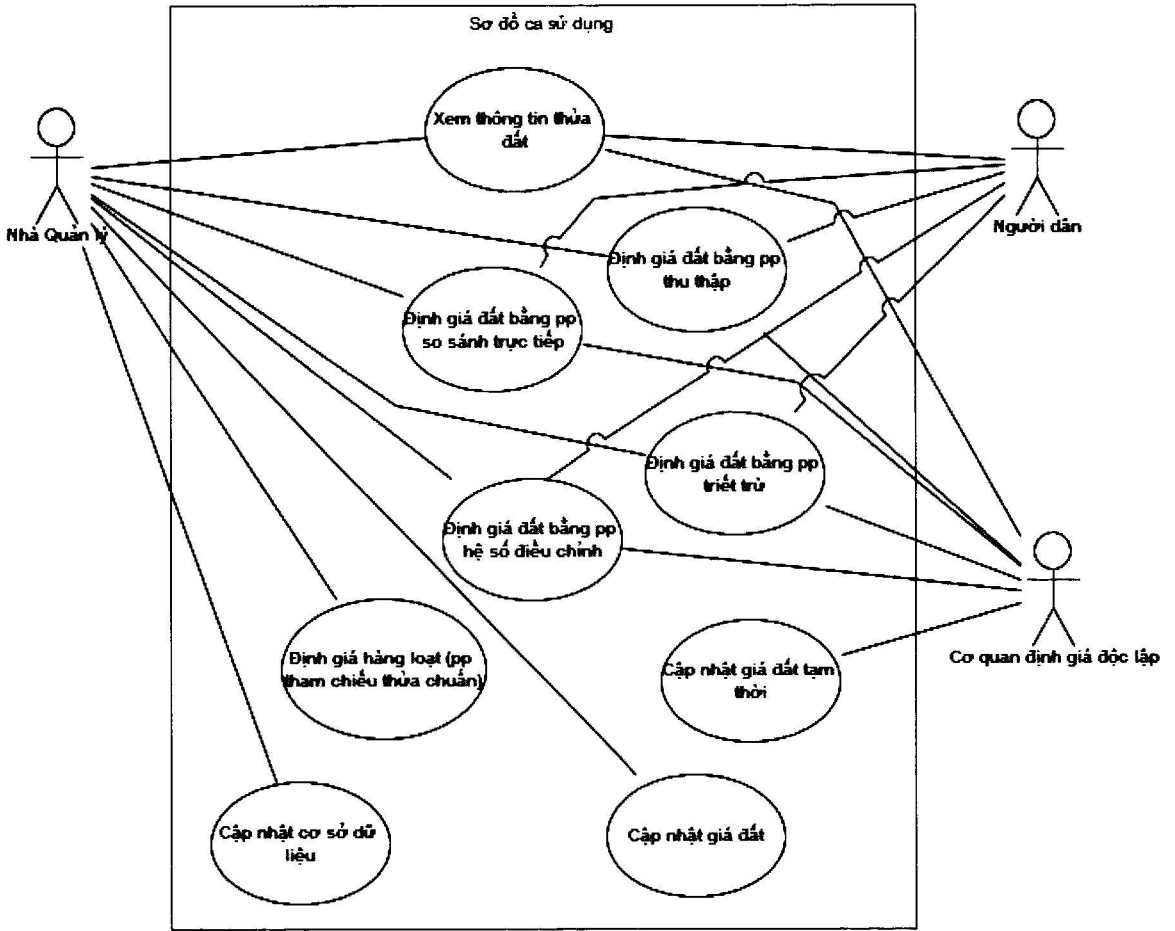 Sơ đồ ca sử dụng
Xem thông tin thửa
đất
Nhà Quản lý
Người dân
Định giá đất bằng pp
thu thập
Định giá đất bằng pp
so sánh trực tiếp
Định giá đất bằng pp
triết trừ
Định giá đất bằng pp
hệ số điều chỉnh
Định giá hàng loạt (pp
tham chiếu thửa chuẩn)
Cập nhật giá đất tạm
thời
Cơ quan định giá độc lập
Cập nhật cơ sở dữ
liệu
Cập nhật giá đất